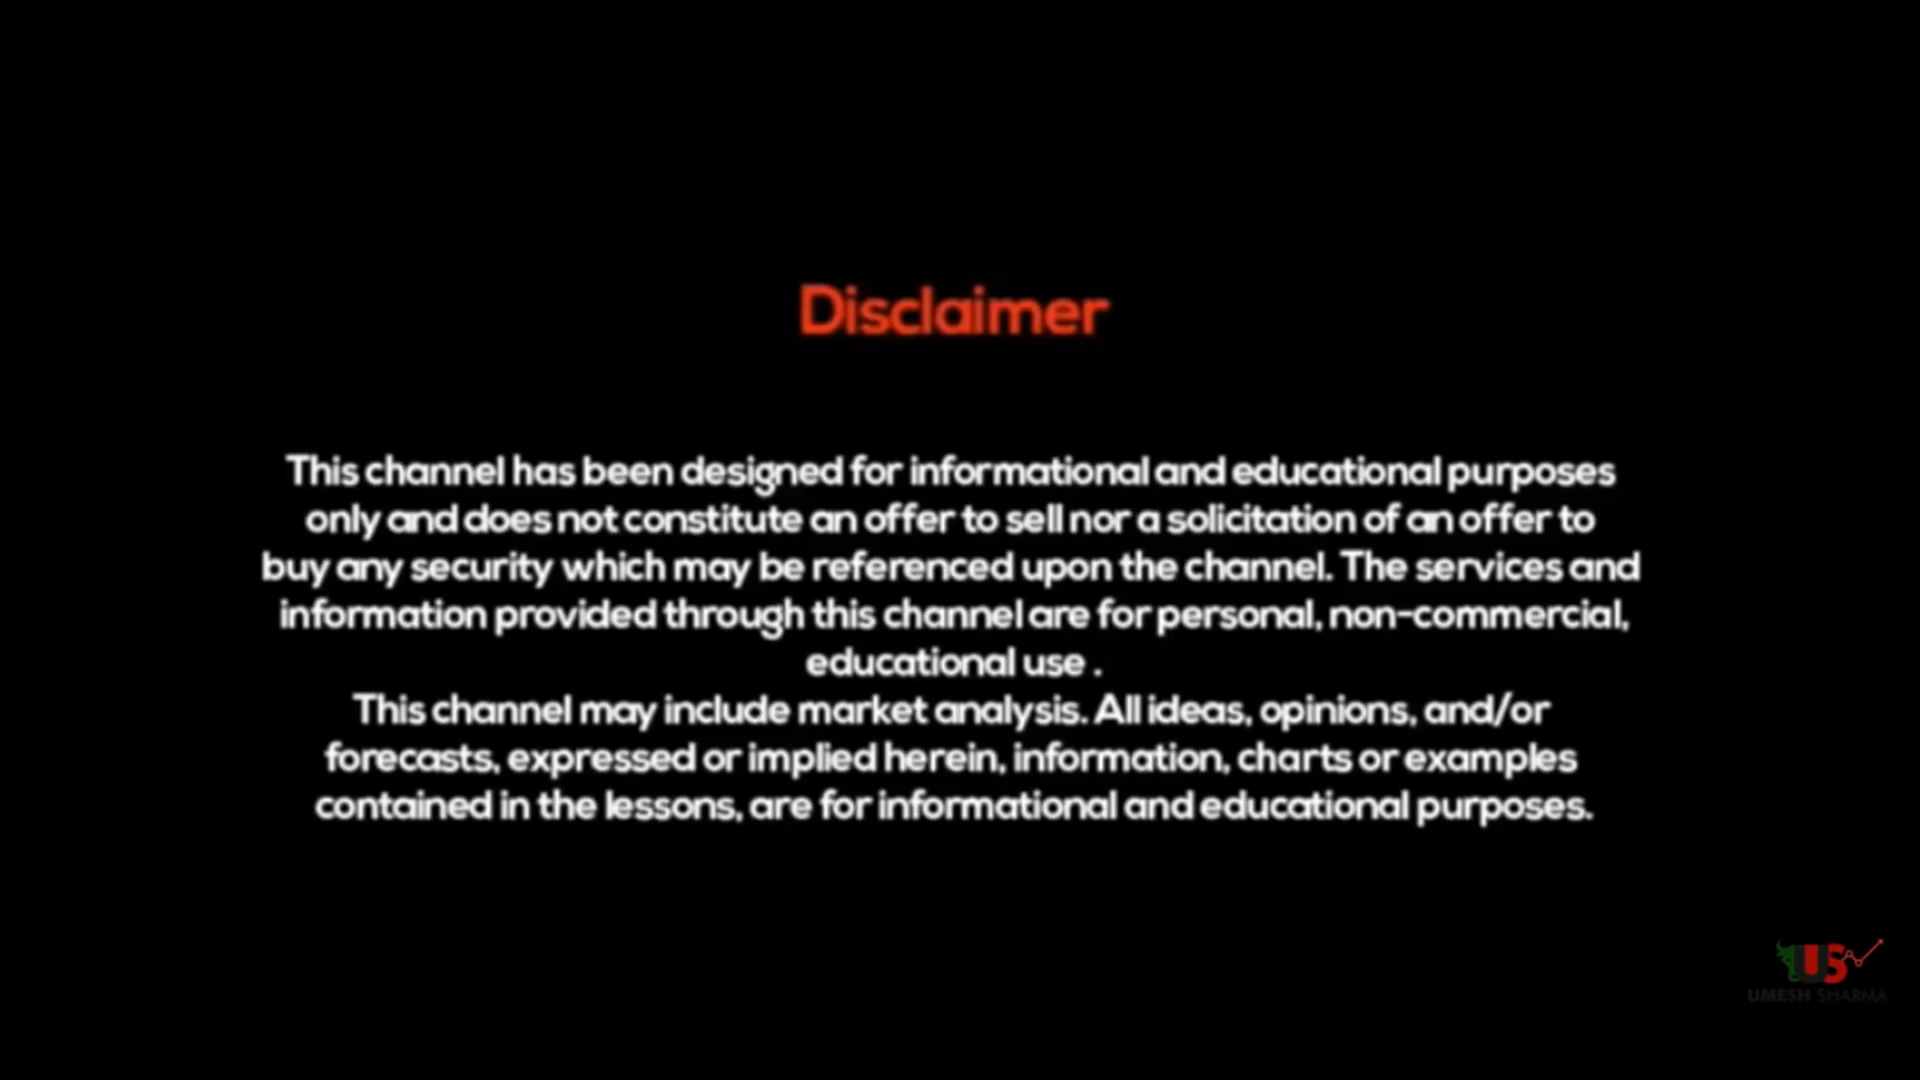 Disclaimer
This channel has been designed for informational and educational purposes
only and does not constitute an offer to sell nor a solicitation of an offer to
buy any security which may be referenced upon the channel. The services and
information provided through this channel are for personal, non-commercial,
educational use .
This channel may include market analysis. All ideas, opinions, and/or
forecasts, expressed or implied herein, information, charts or examples
contained in the lessons, are for informational and educational purposes.
US
UMESH SHARMA